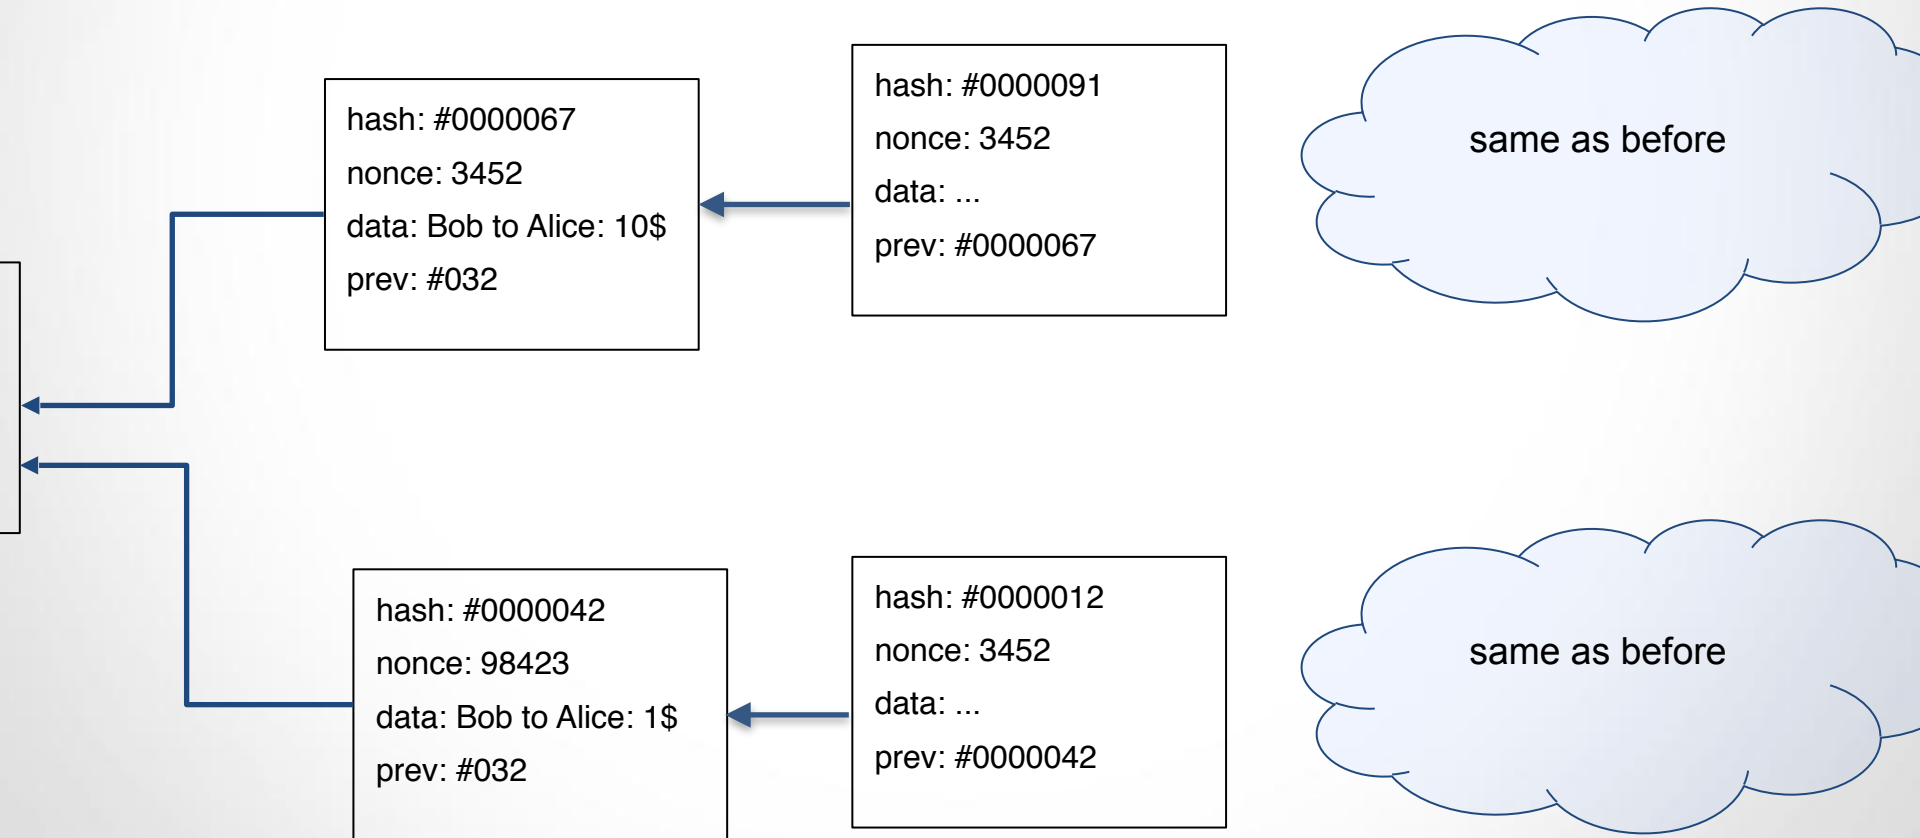 hash: #0000067
nonce: 3452
data: Bob to Alice: 10$
prev: #032
hash: #0000091
nonce: 3452
data: ...
prev: #0000067
same as before
hash: #0000042
nonce: 98423
data: Bob to Alice: 1$
prev: #032
hash: #0000012
nonce: 3452
data: ...
prev: #0000042
same as before